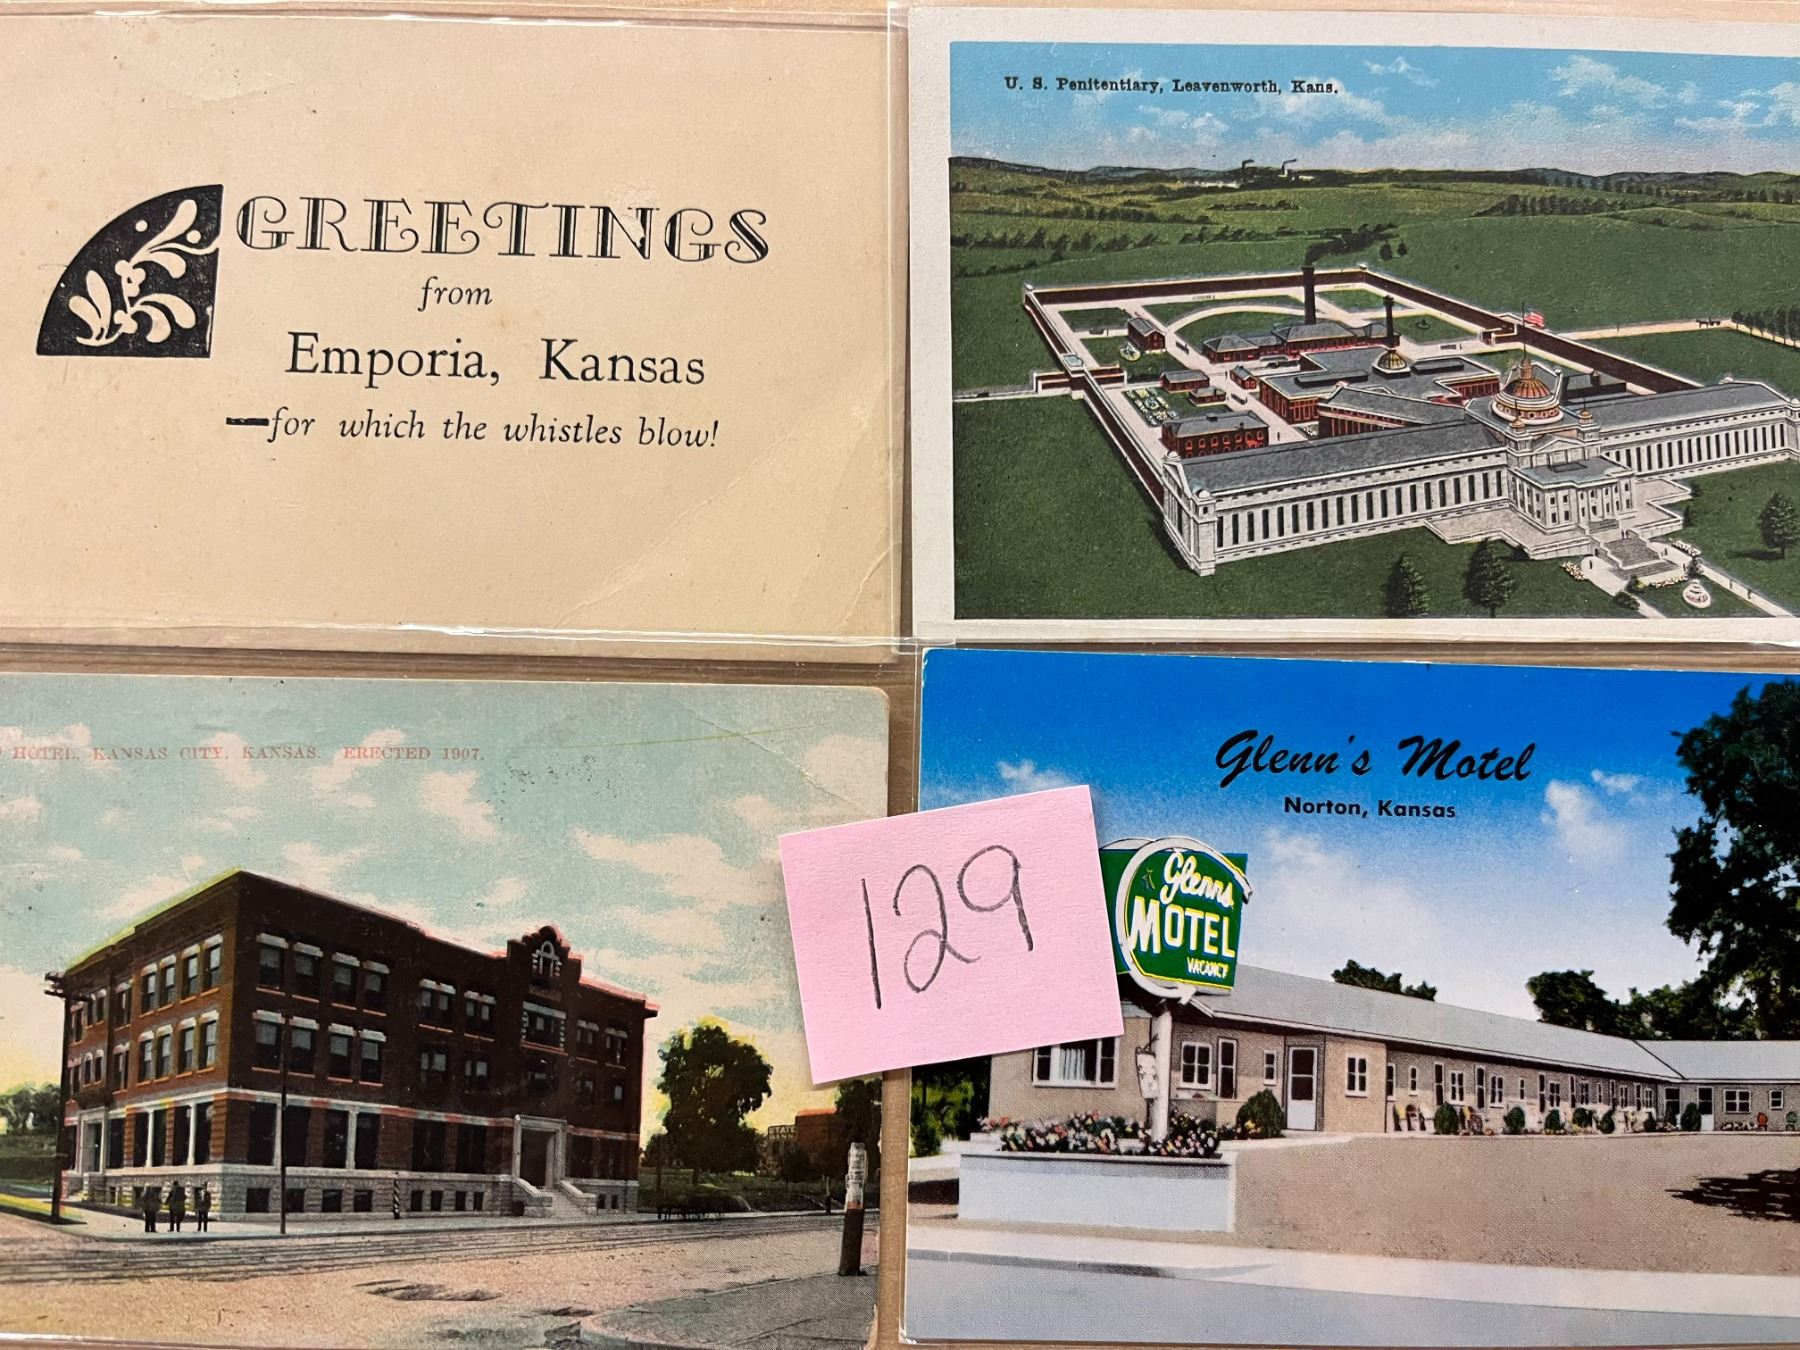 GREETINGS
from
Emporia, Kansas
—for which the whistles blow!
U. S. Penitentiary, Leavenworth, Kans.
HOTEL, KANSAS CITY, KANSAS. ERECTED 1907.
STATE
129
Glenn's Motel
Norton, Kansas
Glenns
MOTEL
VACANCY